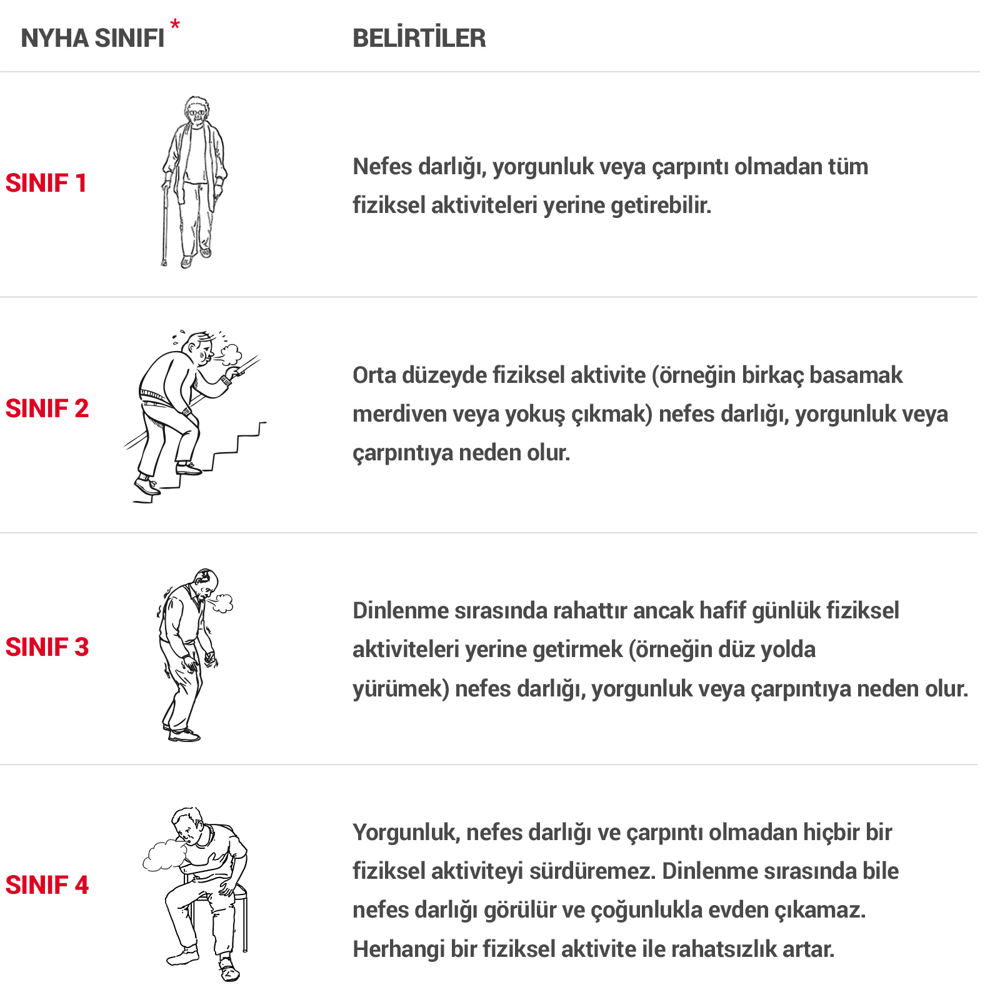 NYHA SINIFI *
BELİRTİLER
SINIF 1
Nefes darlığı, yorgunluk veya çarpıntı olmadan tüm
fiziksel aktiviteleri yerine getirebilir.
SINIF 2
Orta düzeyde fiziksel aktivite (örneğin birkaç basamak
merdiven veya yokuş çıkmak) nefes darlığı, yorgunluk veya
çarpıntıya neden olur.
SINIF 3
Dinlenme sırasında rahattır ancak hafif günlük fiziksel
aktiviteleri yerine getirmek (örneğin düz yolda
yürümek) nefes darlığı, yorgunluk veya çarpıntıya neden olur.
SINIF 4
Yorgunluk, nefes darlığı ve çarpıntı olmadan hiçbir bir
fiziksel aktiviteyi sürdüremez. Dinlenme sırasında bile
nefes darlığı görülür ve çoğunlukla evden çıkamaz.
Herhangi bir fiziksel aktivite ile rahatsızlık artar.